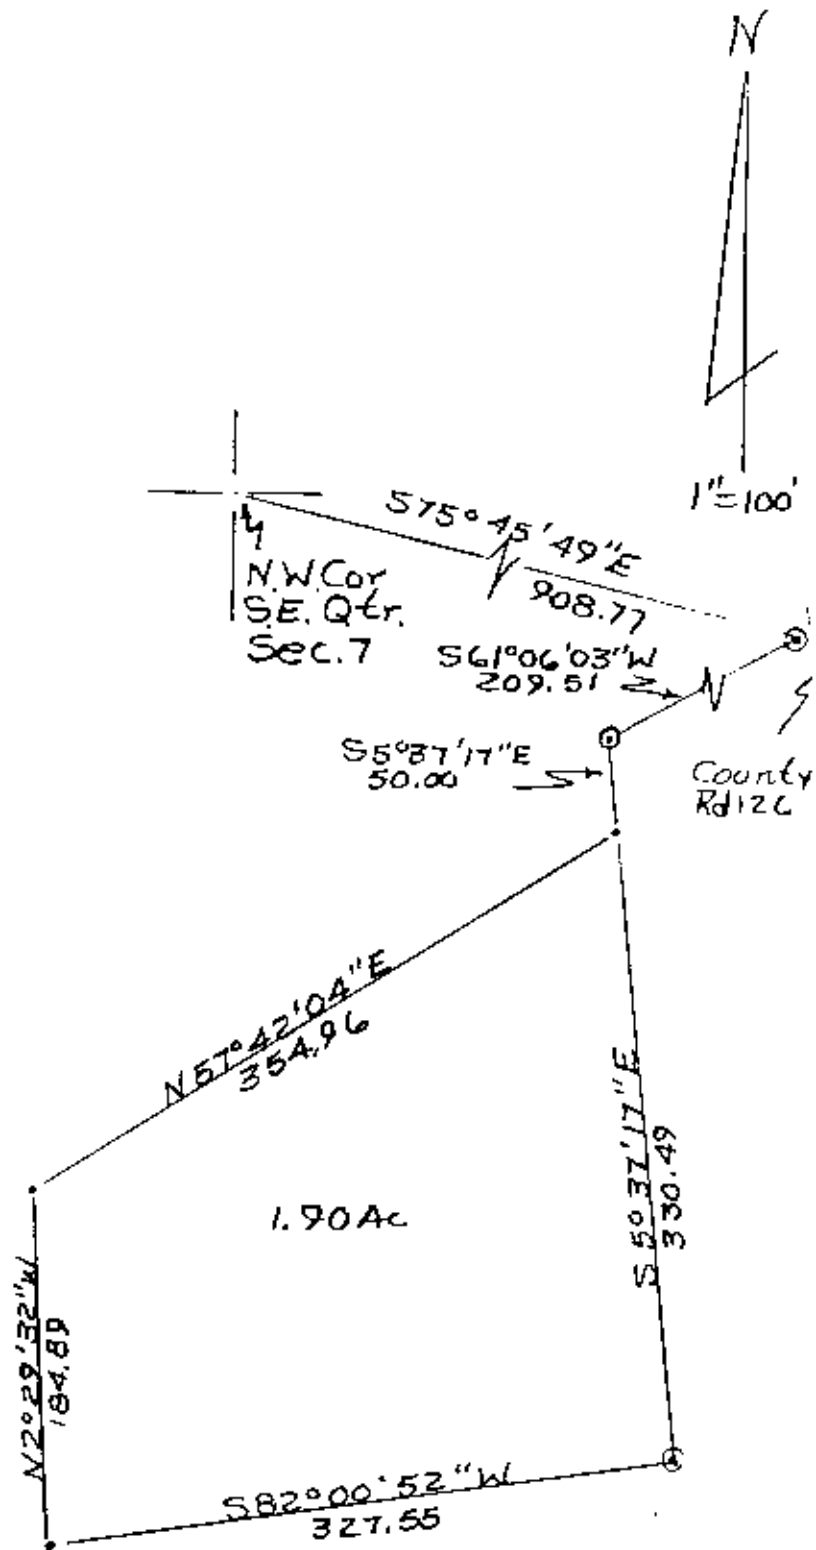 N
1"=100'
S75°45'49"E
908.77
N.W.Cor
S.E. Qtr.
Sec.7
S61°06'03"W
209.51
S5°37'17"E
50.00
County
N57°42'04"E
354.96
S5°37'17"E
330.49
1.90Ac
N2°29'32"W
184.89
S82°00'52"W
327.55